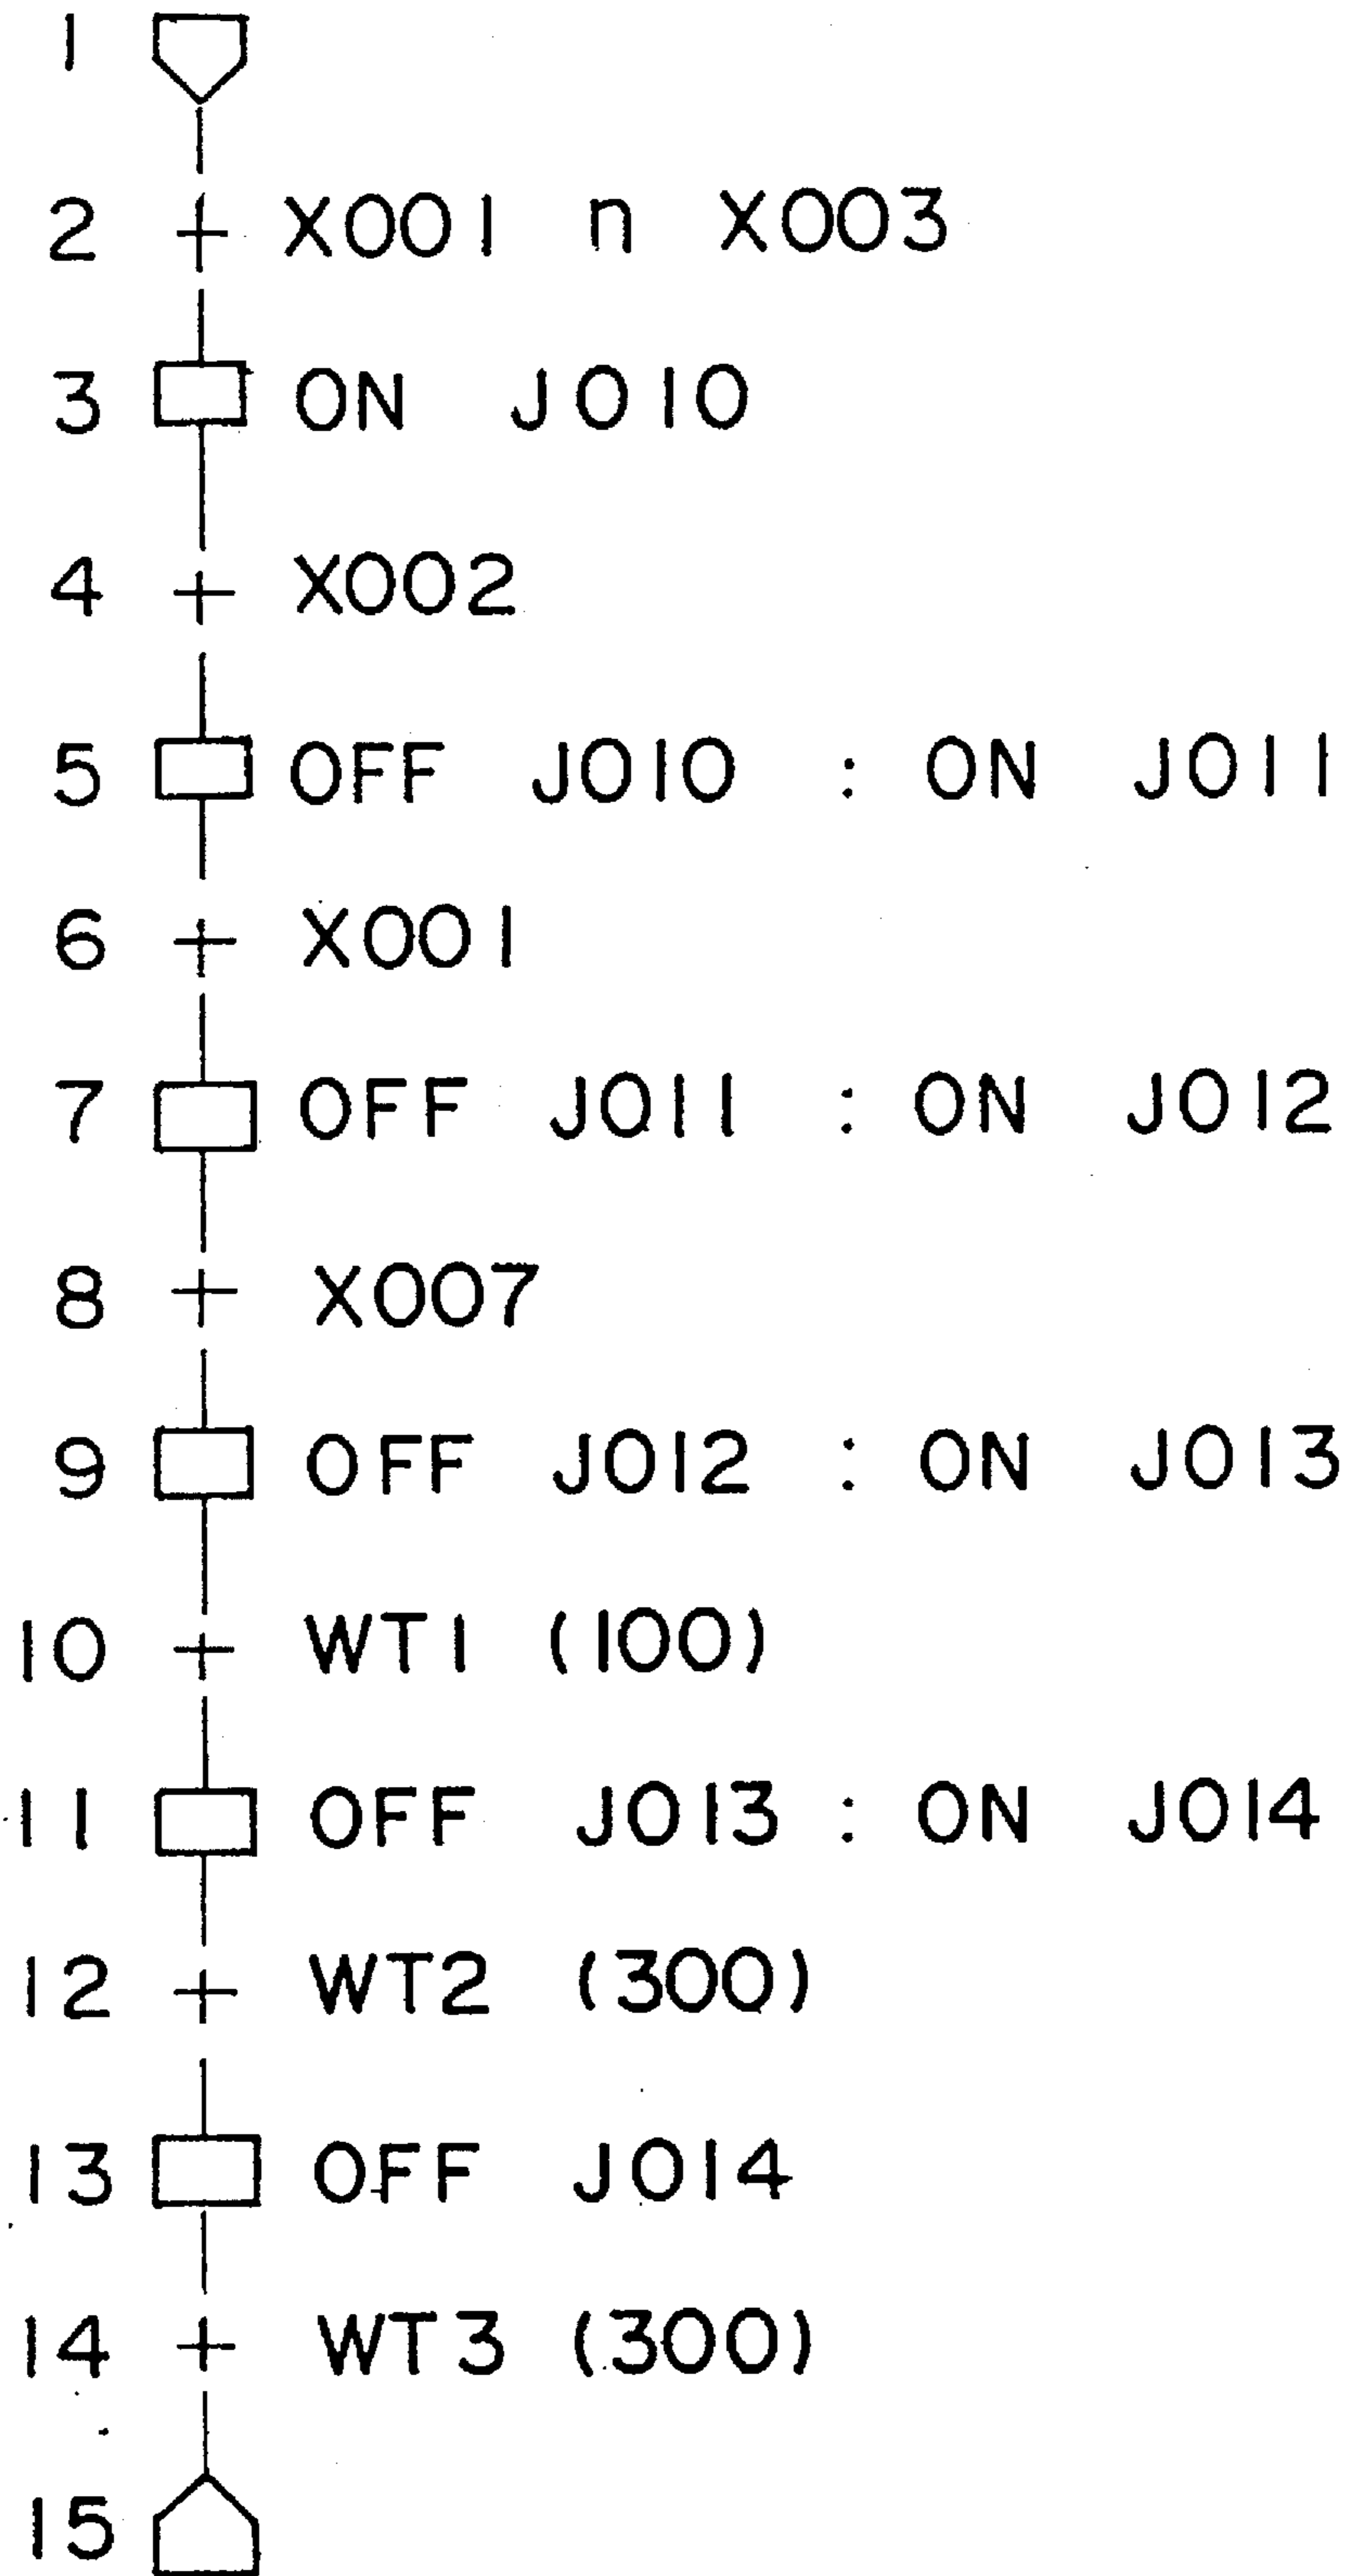 1
2 X001 n X003
3 ON J010
4 X002
5 OFF J010 : ON J011
6 X001
7 OFF J011 : ON J012
8 X007
9 OFF J012 : ON J013
10 WT1 (100)
11 OFF J013 : ON J014
12 WT2 (300)
13 OFF J014
14 WT3 (300)
15